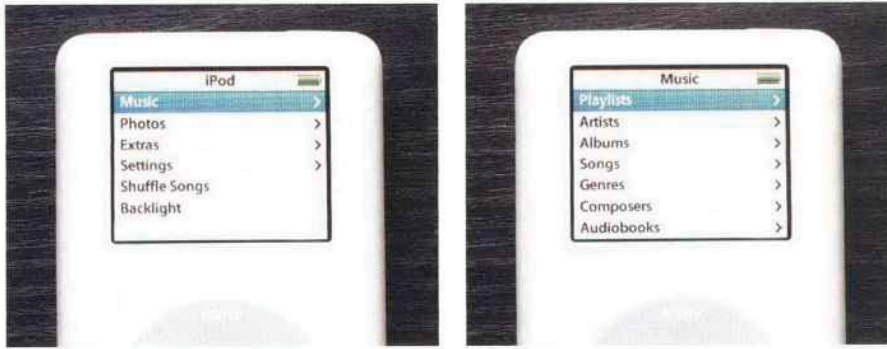 iPod
Music >
Photos >
Extras >
Settings >
Shuffle Songs
Backlight
Music
Playlists >
Artists >
Albums >
Songs >
Genres >
Composers >
Audiobooks >